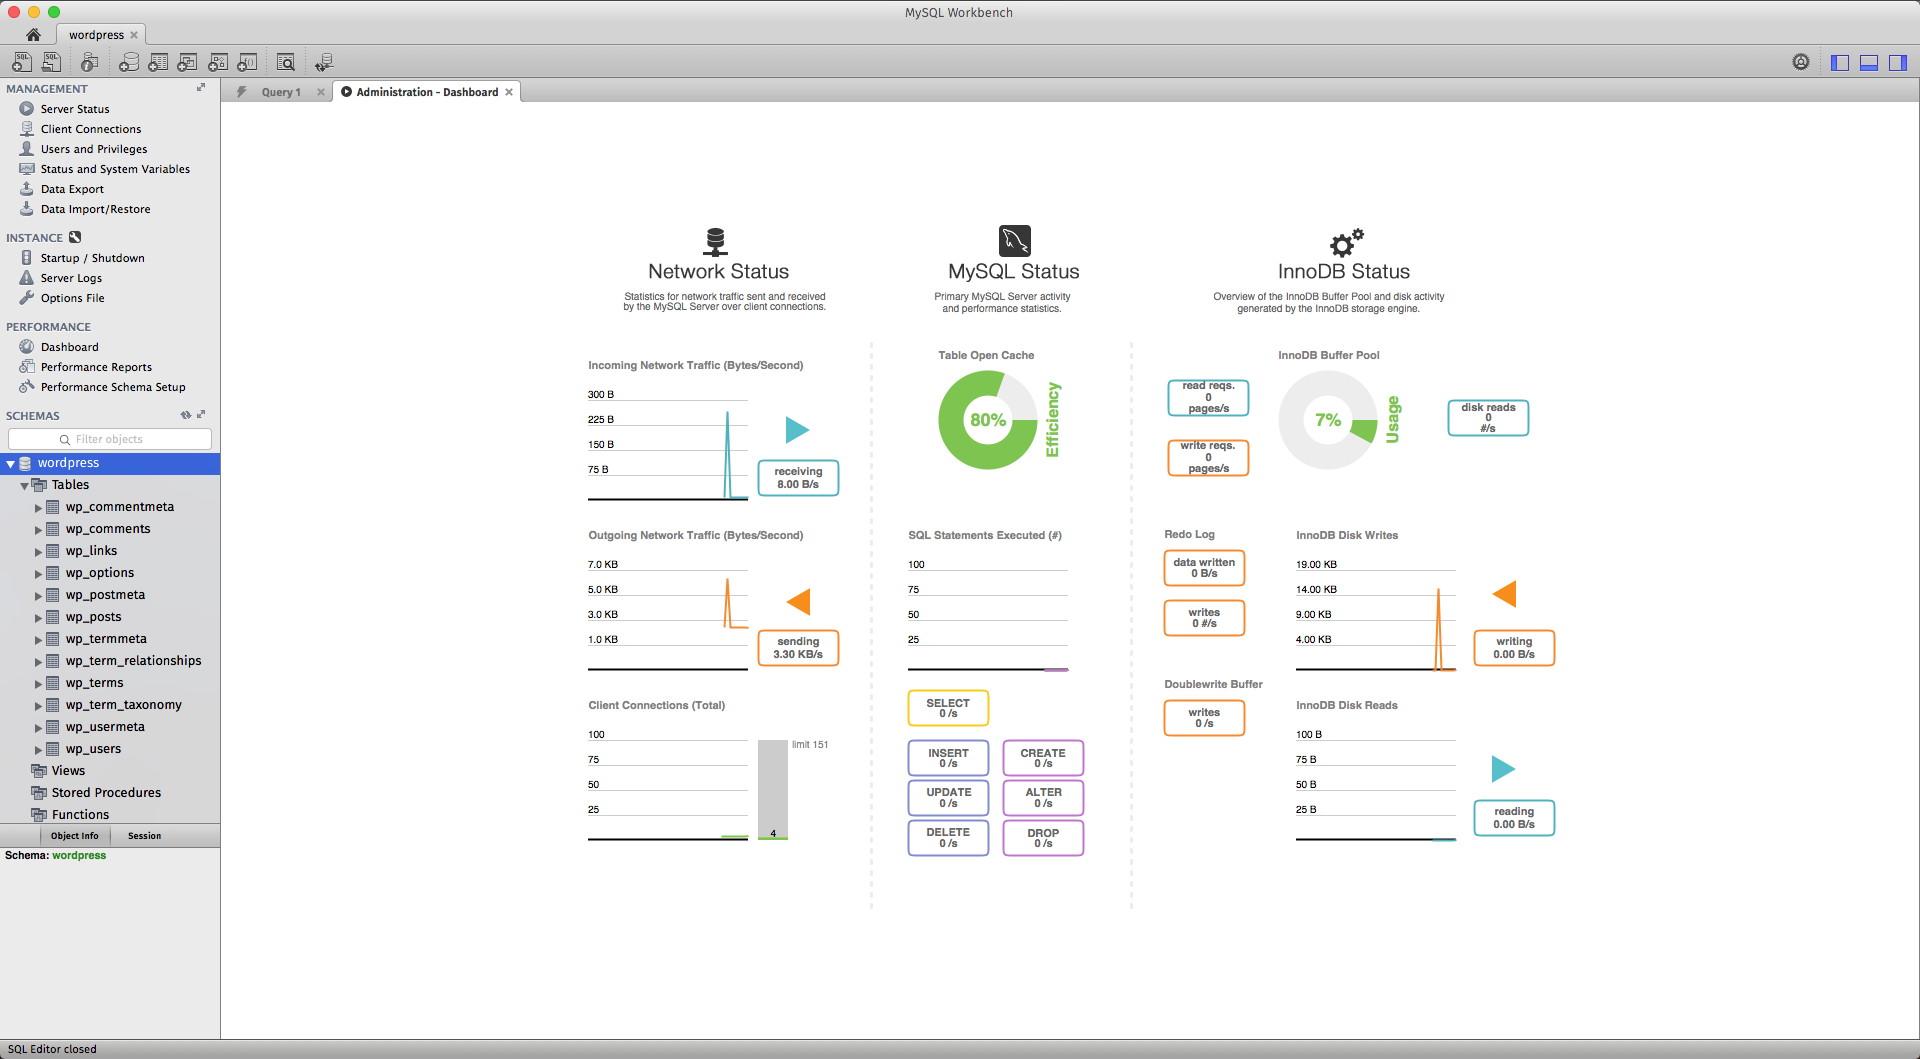 MySQL Workbench
wordpress
SQL
SQL
Query 1
Administration - Dashboard
MANAGEMENT
Server Status
Client Connections
Users and Privileges
Status and System Variables
Data Export
Data Import/Restore
INSTANCE
Startup / Shutdown
Server Logs
Options File
PERFORMANCE
Dashboard
Performance Reports
Performance Schema Setup
SCHEMAS
Filter objects
wordpress
Tables
wp_commentmeta
wp_comments
wp_links
wp_options
wp_postmeta
wp_posts
wp_termmeta
wp_term_relationships
wp_terms
wp_term_taxonomy
wp_usermeta
wp_users
Views
Stored Procedures
Functions
Object Info Session
Schema: wordpress
Network Status
Statistics for network traffic sent and received
by the MySQL Server over client connections.
Incoming Network Traffic (Bytes/Second)
300 B
225 B
150 B
75 B
receiving
8.00 B/s
Outgoing Network Traffic (Bytes/Second)
7.0 KB
5.0 KB
3.0 KB
1.0 KB
sending
3.30 KB/s
Client Connections (Total)
100
75
50
25
limit 151
4
MySQL Status
Primary MySQL Server activity
and performance statistics.
Table Open Cache
80%
Efficiency
SQL Statements Executed (#)
100
75
50
25
SELECT
0 /s
INSERT
0 /s
CREATE
0 /s
UPDATE
0 /s
ALTER
0 /s
DELETE
0 /s
DROP
0 /s
InnoDB Status
Overview of the InnoDB Buffer Pool and disk activity
generated by the InnoDB storage engine.
InnoDB Buffer Pool
read reqs.
0
pages/s
write reqs.
0
pages/s
7%
Usage
disk reads
0
#/s
Redo Log
data written
0 B/s
writes
0 #/s
Doublewrite Buffer
writes
0 /s
InnoDB Disk Writes
19.00 KB
14.00 KB
9.00 KB
4.00 KB
writing
0.00 B/s
InnoDB Disk Reads
100 B
75 B
50 B
25 B
reading
0.00 B/s
SQL Editor closed